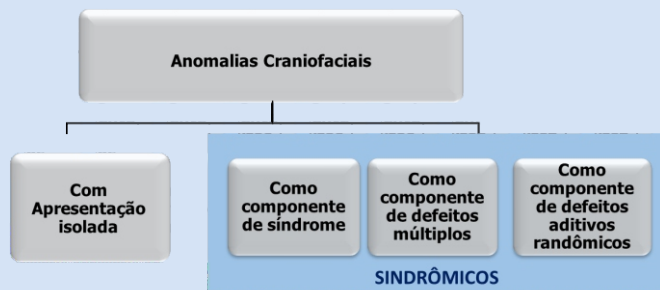 Anomalias Craniofaciais
Com
Apresentação
isolada
Como
componente
de síndrome
Como
componente
de defeitos
múltiplos
Como
componente
de defeitos
aditivos
randômicos
SINDRÔMICOS